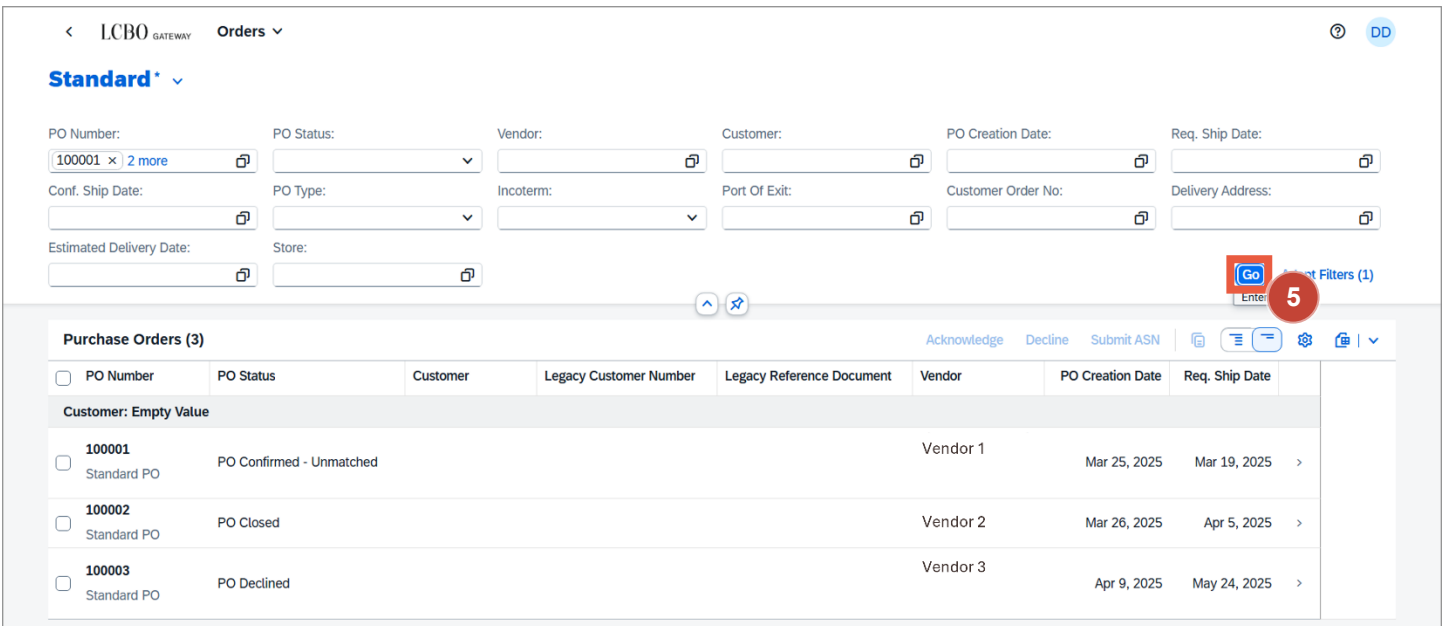 LCBO GATEWAY Orders DD
Standard *
PO Number: PO Status: Vendor: Customer: PO Creation Date: Req. Ship Date:
100001 × 2 more
Conf. Ship Date: PO Type: Incoterm: Port Of Exit: Customer Order No: Delivery Address:
Estimated Delivery Date: Store:
Go Filters (1)
Enter
5
Purchase Orders (3) Acknowledge Decline Submit ASN
PO Number PO Status Customer Legacy Customer Number Legacy Reference Document Vendor PO Creation Date Req. Ship Date
Customer: Empty Value
100001 Vendor 1
PO Confirmed - Unmatched Mar 25, 2025 Mar 19, 2025
Standard PO
100002
PO Closed Vendor 2 Mar 26, 2025 Apr 5, 2025
Standard PO
100003 Vendor 3
PO Declined Apr 9, 2025 May 24, 2025
Standard PO